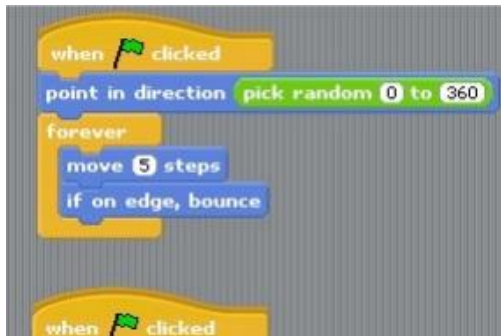 when clicked
point in direction pick random 0 to 360
forever
move 5 steps
if on edge, bounce
when clicked